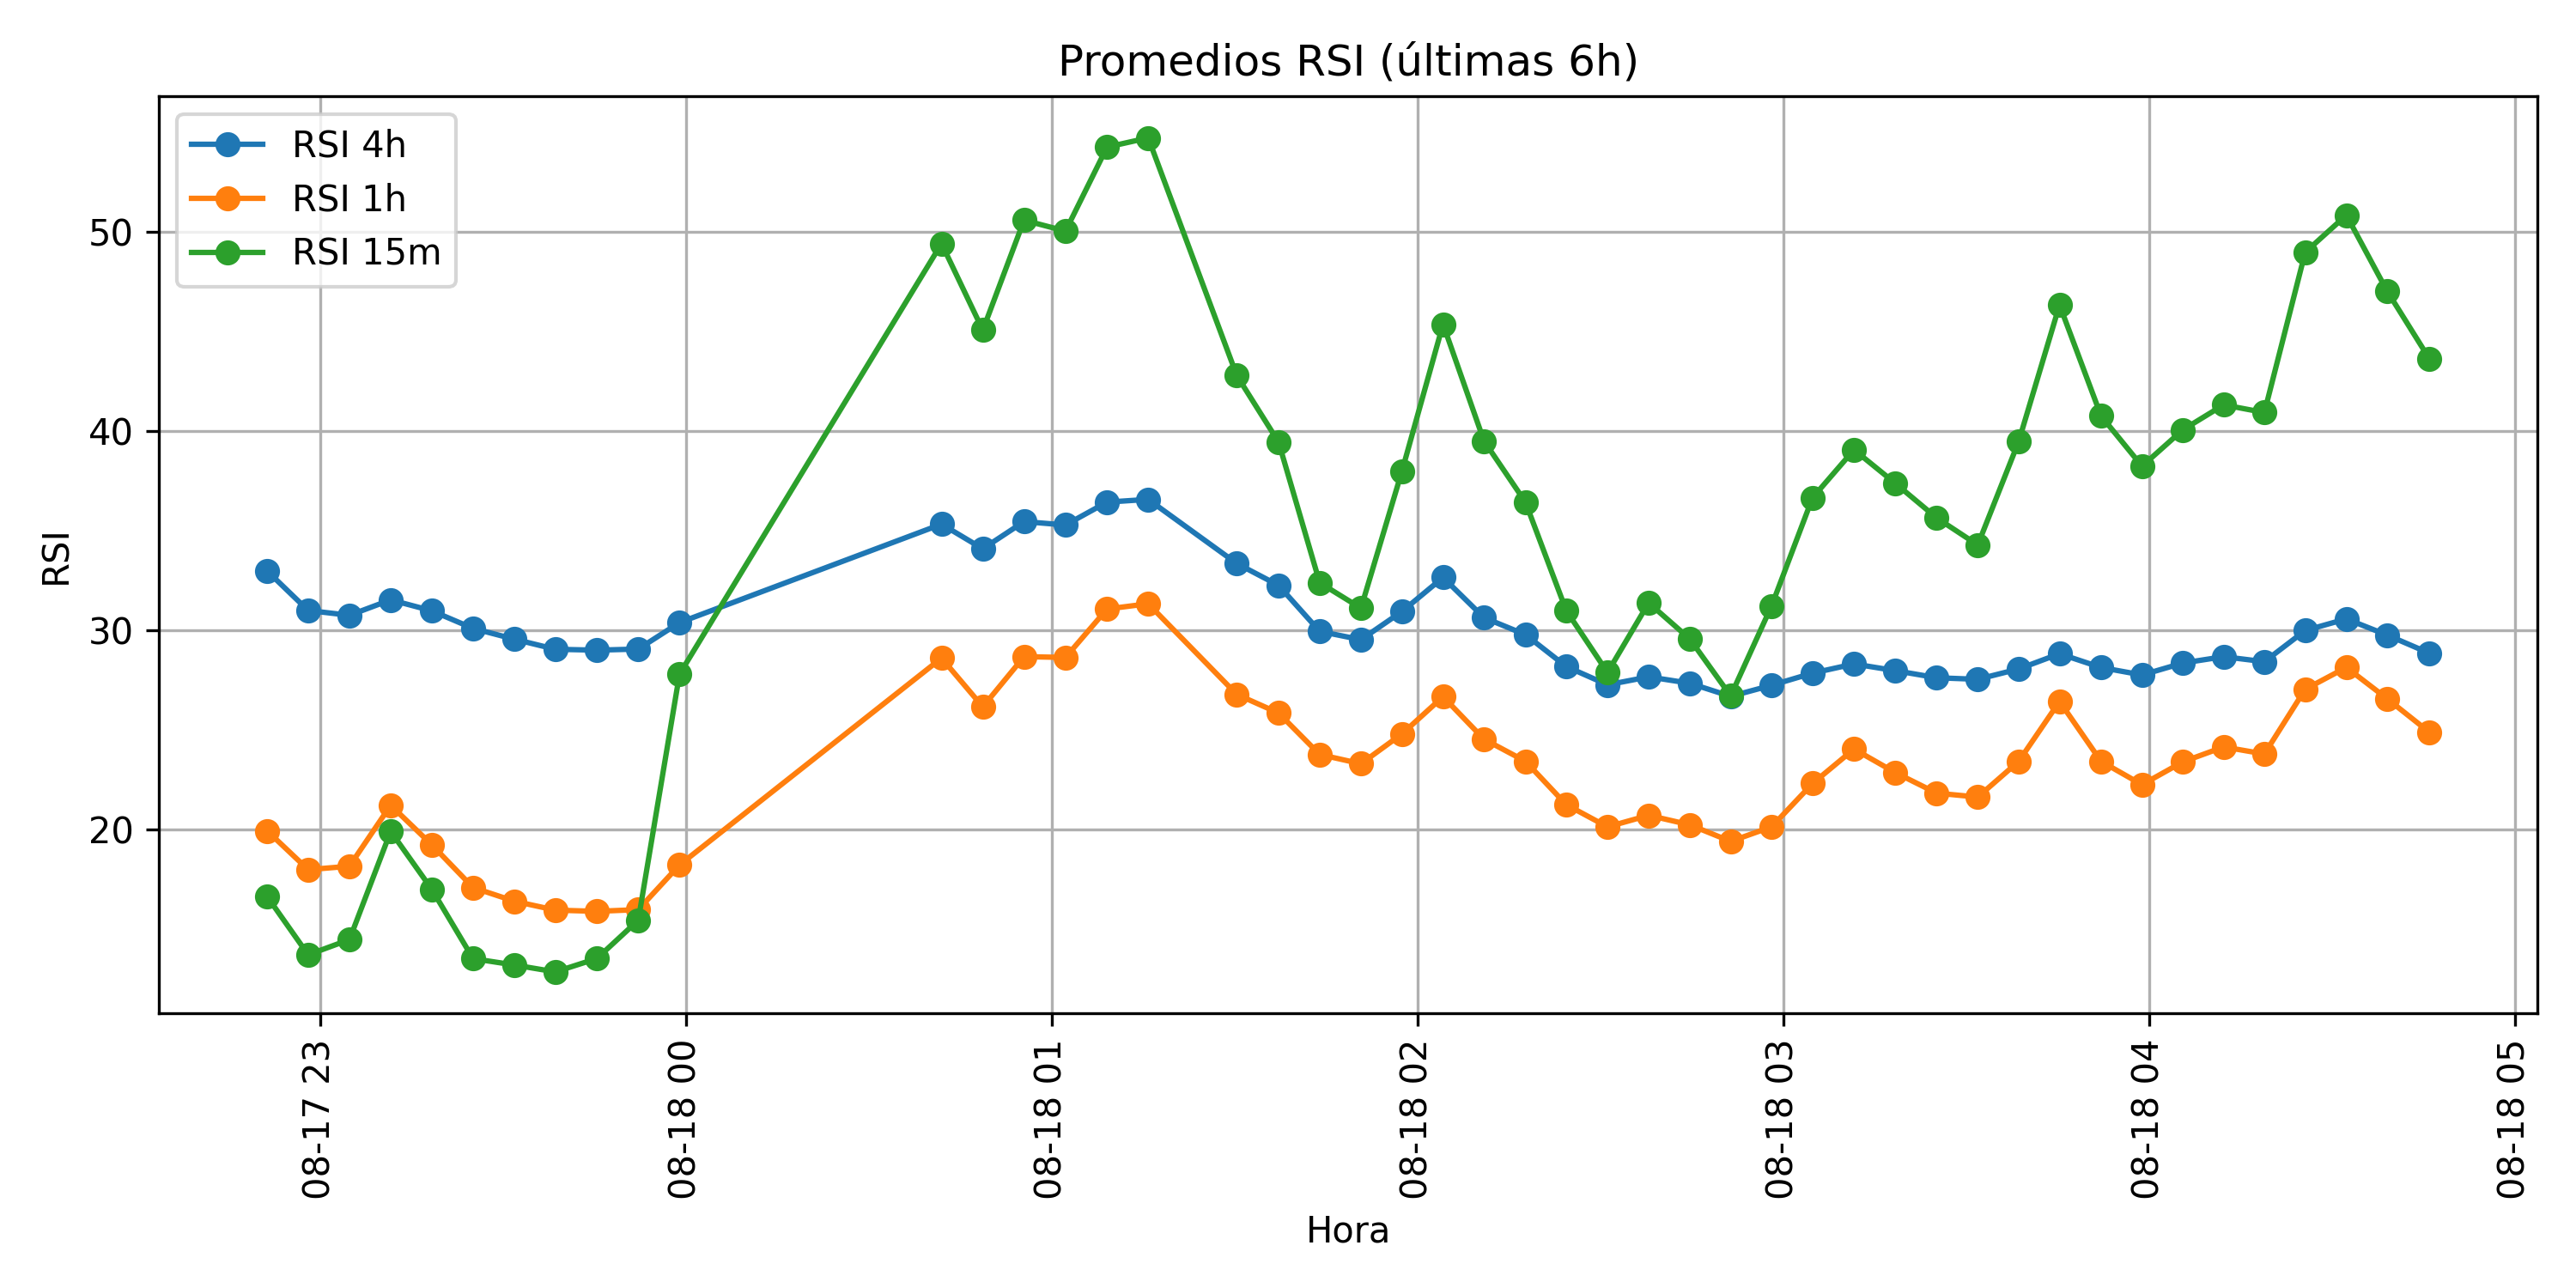 Promedios RSI (últimas 6h)
RSI 4h
RSI 1h
RSI 15m
RSI
50
40
30
20
08-17 23
08-18 00
08-18 01
08-18 02
08-18 03
08-18 04
08-18 05
Hora